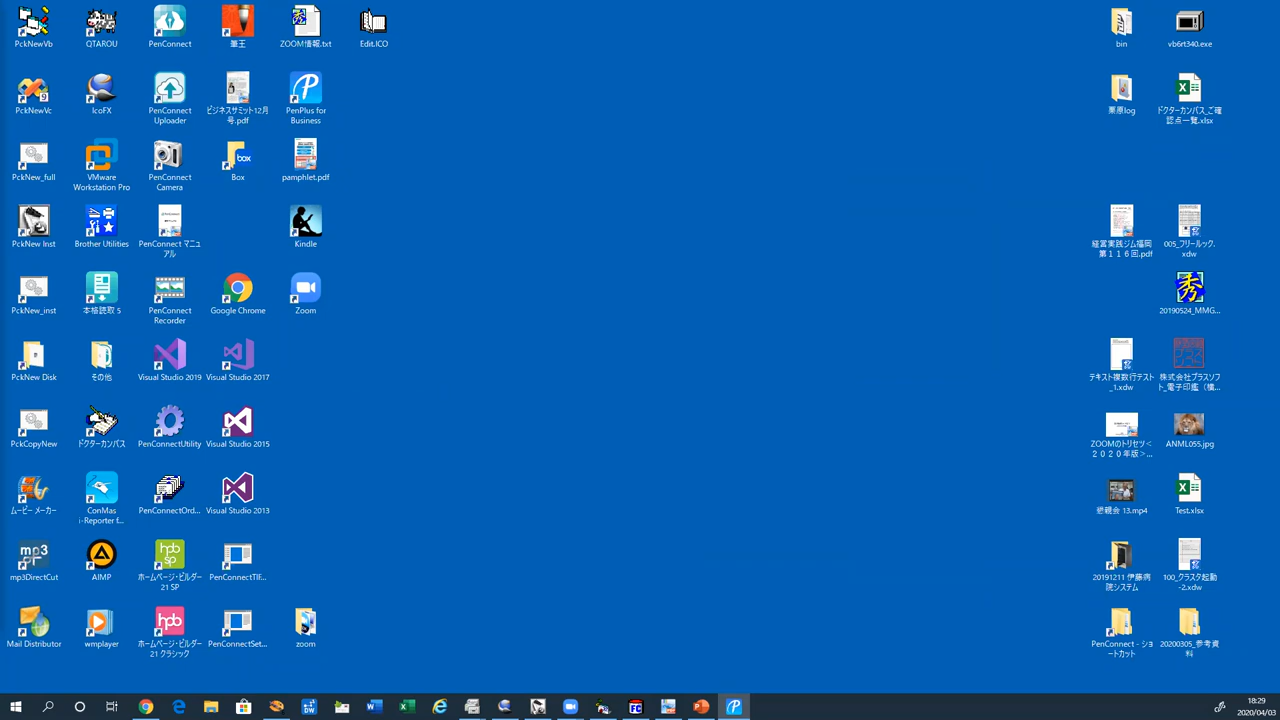 PckNewVb
QTAROU
PenConnect
筆王
ZOOM情報.txt
Edit.ICO
bin
vb6rt340.exe
PckNewVc
IcoFX
PenConnect
Uploader
ビジネスサミット12月
号.pdf
PenPlus for
Business
栗原log
ドクターカンバス_ご確
認点一覧.xlsx
PckNew_full
VMware
Workstation Pro
PenConnect
Camera
Box
pamphlet.pdf
PckNew Inst
Brother Utilities
PenConnect マニュ
アル
Kindle
経営実践ジム福岡
第１１６回.pdf
005_フリールック.
xdw
PckNew_inst
本格読取 5
PenConnect
Recorder
Google Chrome
Zoom
20190524_MMG...
PckNew Disk
その他
Visual Studio 2019
Visual Studio 2017
テキスト複数行テスト
_1.xdw
株式会社プラスソフ
ト_電子印鑑（横...
PckCopyNew
ドクターカンバス
PenConnectUtility
Visual Studio 2015
ZOOMのトリセツ＜
２０２０年版＞...
ANML055.jpg
ムービー メーカー
ConMas
i-Reporter f...
PenConnectOrd...
Visual Studio 2013
懇親会 13.mp4
Test.xlsx
mp3DirectCut
AIMP
ホームページ・ビルダー
21 SP
PenConnectTIF...
20191211 伊藤病
院システム
100_クラスタ起動
-2.xdw
Mail Distributor
wmplayer
ホームページ・ビルダー
21 クラシック
PenConnectSet...
zoom
PenConnect - ショ
ートカット
20200305_参考資
料
18:29
2020/04/03